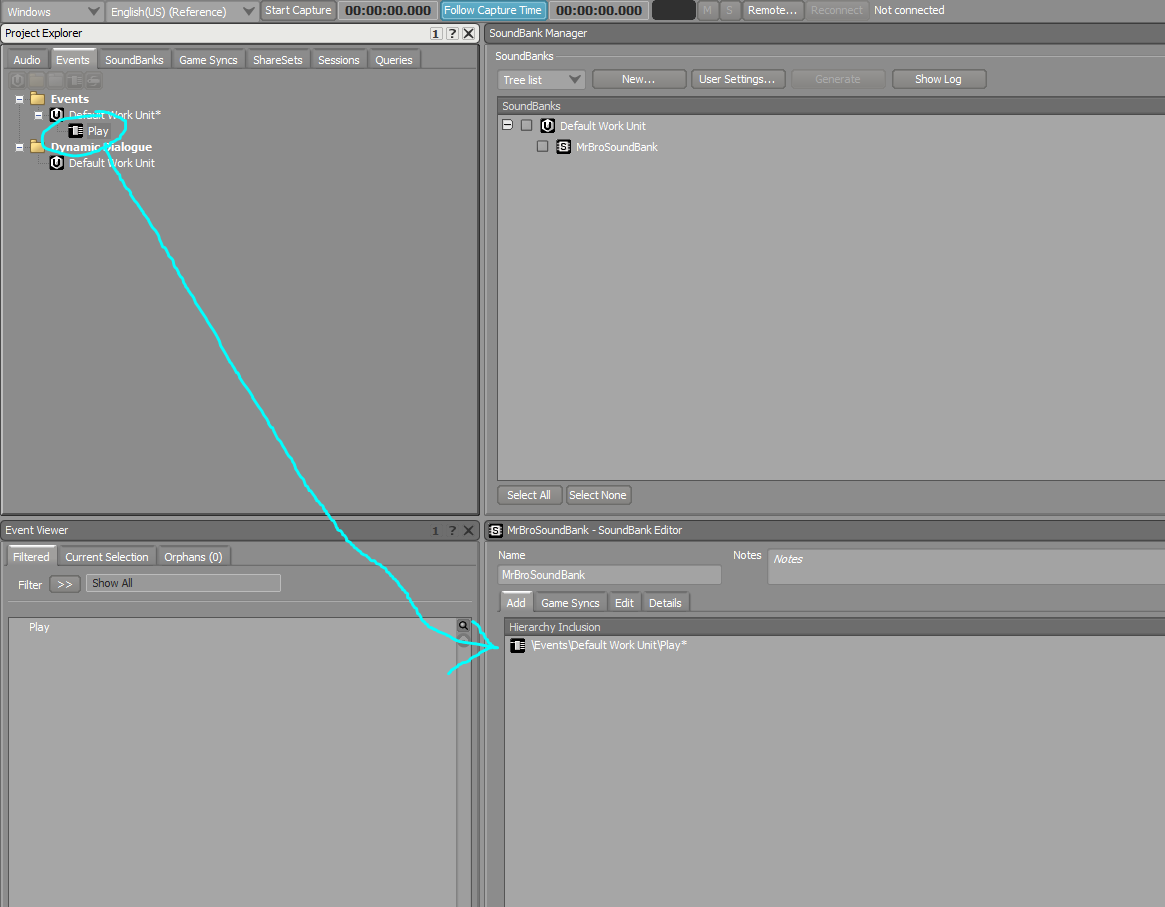 Windows English(US) (Reference) Start Capture 00:00:00.000 Follow Capture Time 00:00:00.000 M S Remote... Reconnect Not connected
Project Explorer 1 ? X
Audio Events SoundBanks Game Syncs ShareSets Sessions Queries
Events
Default Work Unit*
Play
Dynamic Dialogue
Default Work Unit
SoundBank Manager
SoundBanks
Tree list New... User Settings... Generate Show Log
SoundBanks
Default Work Unit
MrBroSoundBank
Select All Select None
Event Viewer 1 ? X
Filtered Current Selection Orphans (0)
Filter >> Show All
Play
MrBroSoundBank - SoundBank Editor
Name Notes Notes
MrBroSoundBank
Add Game Syncs Edit Details
Hierarchy Inclusion
\Events\Default Work Unit\Play*